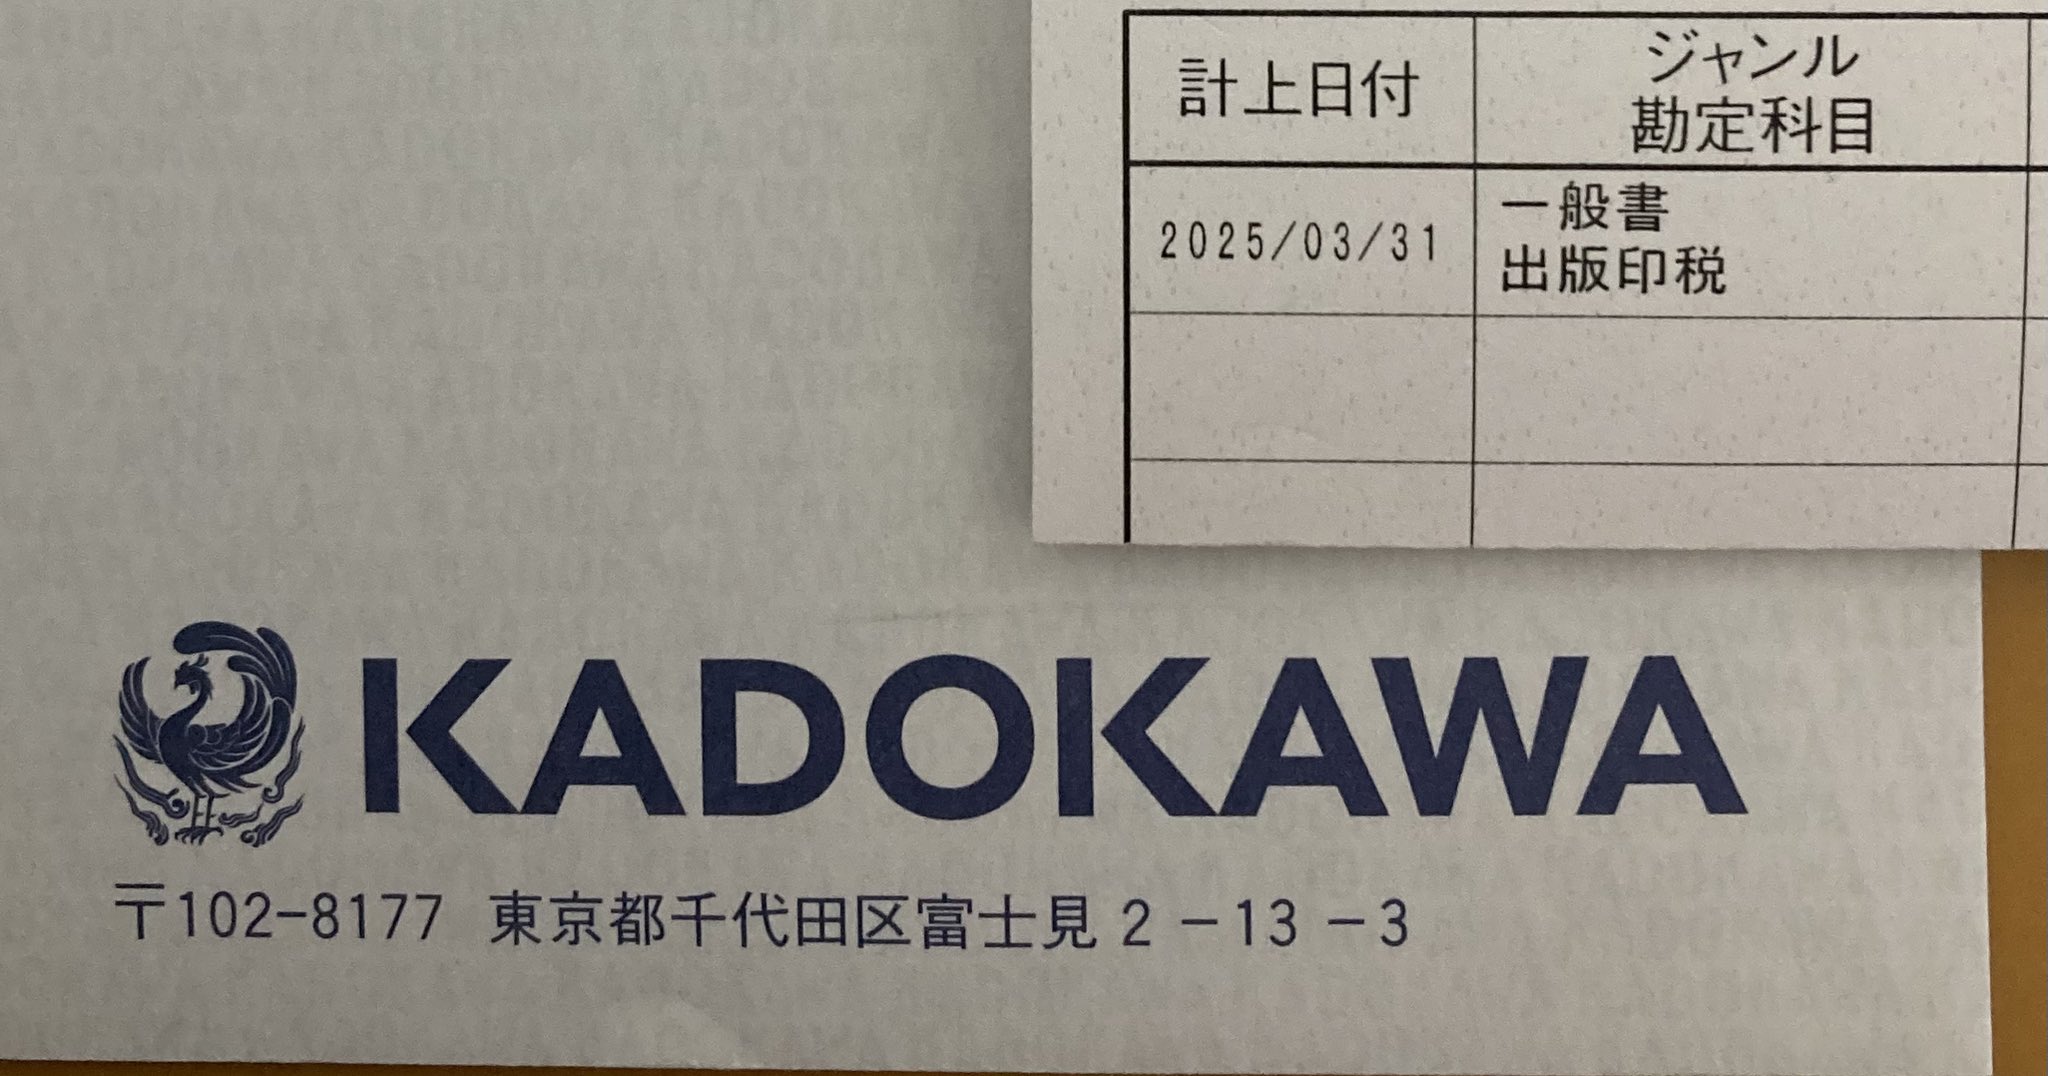 計上日付
ジャンル
勘定科目
2025/03/31
一般書
出版印税
KADOKAWA
〒102-8177 東京都千代田区富士見2-13-3